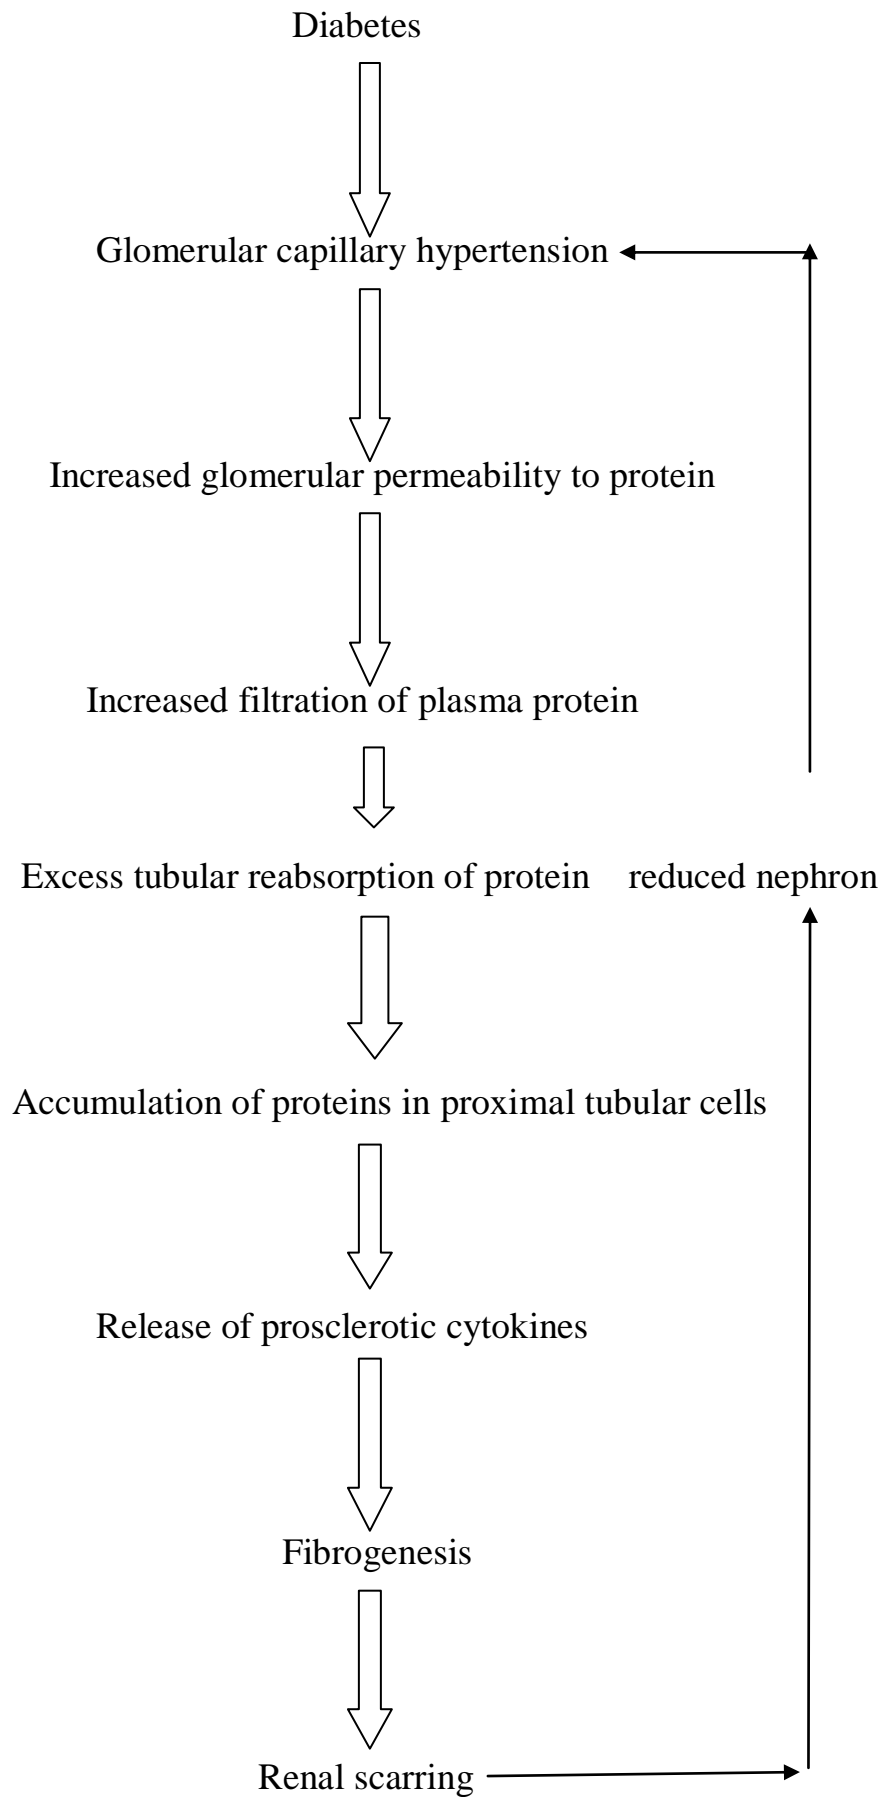 Diabetes
Glomerular capillary hypertension
Increased glomerular permeability to protein
Increased filtration of plasma protein
Excess tubular reabsorption of protein reduced nephron
Accumulation of proteins in proximal tubular cells
Release of prosclerotic cytokines
Fibrogenesis
Renal scarring